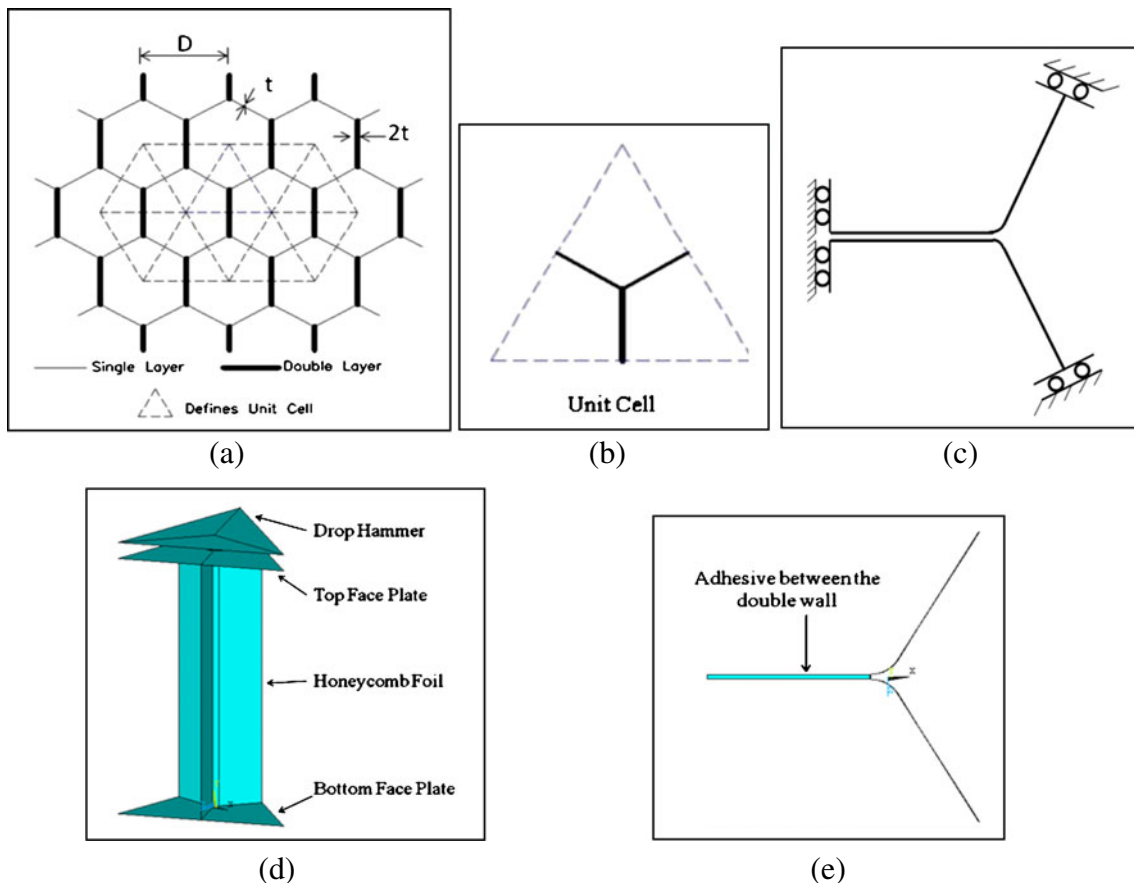 D
t
2t
Single Layer
Double Layer
Defines Unit Cell
(a)
Unit Cell
(b)
(c)
Drop Hammer
Top Face Plate
Honeycomb Foil
Bottom Face Plate
(d)
Adhesive between the
double wall
x
(e)